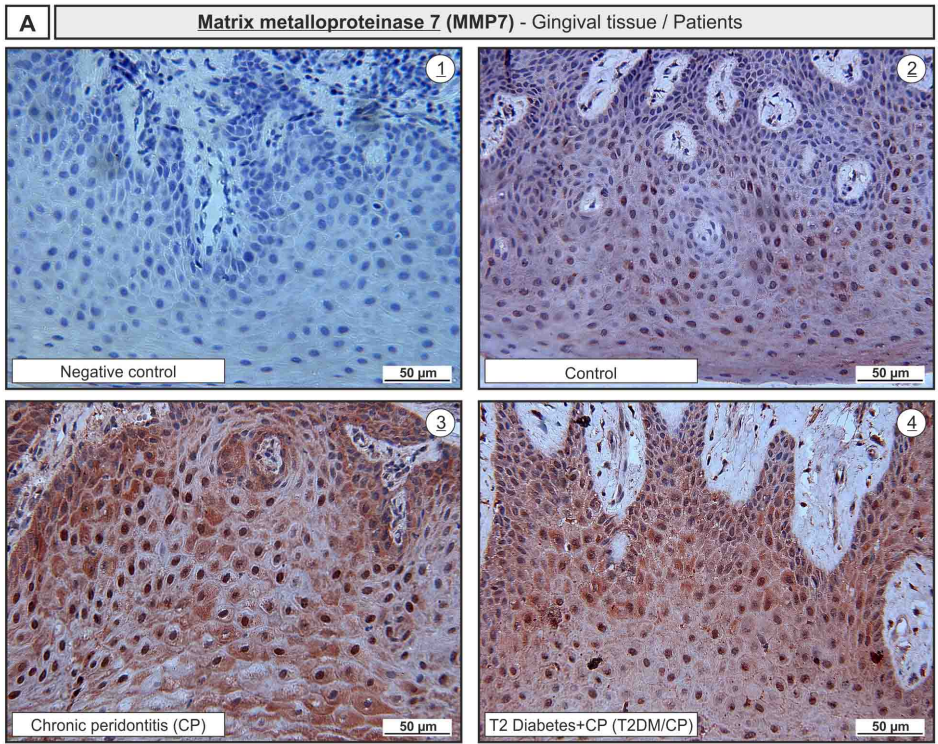 A
Matrix metalloproteinase 7 (MMP7) - Gingival tissue / Patients
1
2
Negative control
50 µm
Control
50 µm
3
4
Chronic peridontitis (CP)
50 µm
T2 Diabetes+CP (T2DM/CP)
50 µm